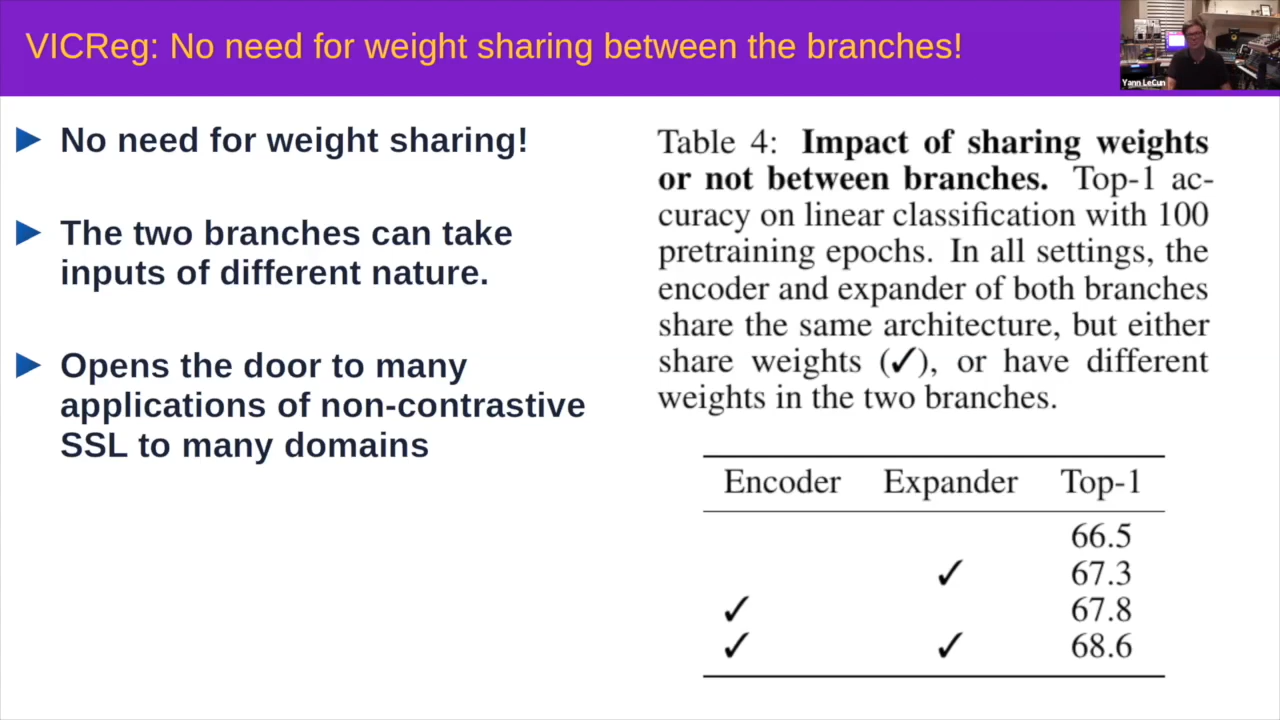 VICReg: No need for weight sharing between the branches!
Yann LeCun
► No need for weight sharing!
► The two branches can take
inputs of different nature.
► Opens the door to many
applications of non-contrastive
SSL to many domains
Table 4: Impact of sharing weights
or not between branches. Top-1 ac-
curacy on linear classification with 100
pretraining epochs. In all settings, the
encoder and expander of both branches
share the same architecture, but either
share weights (✓), or have different
weights in the two branches.
Encoder Expander Top-1
66.5
✓ 67.3
✓ 67.8
✓ ✓ 68.6